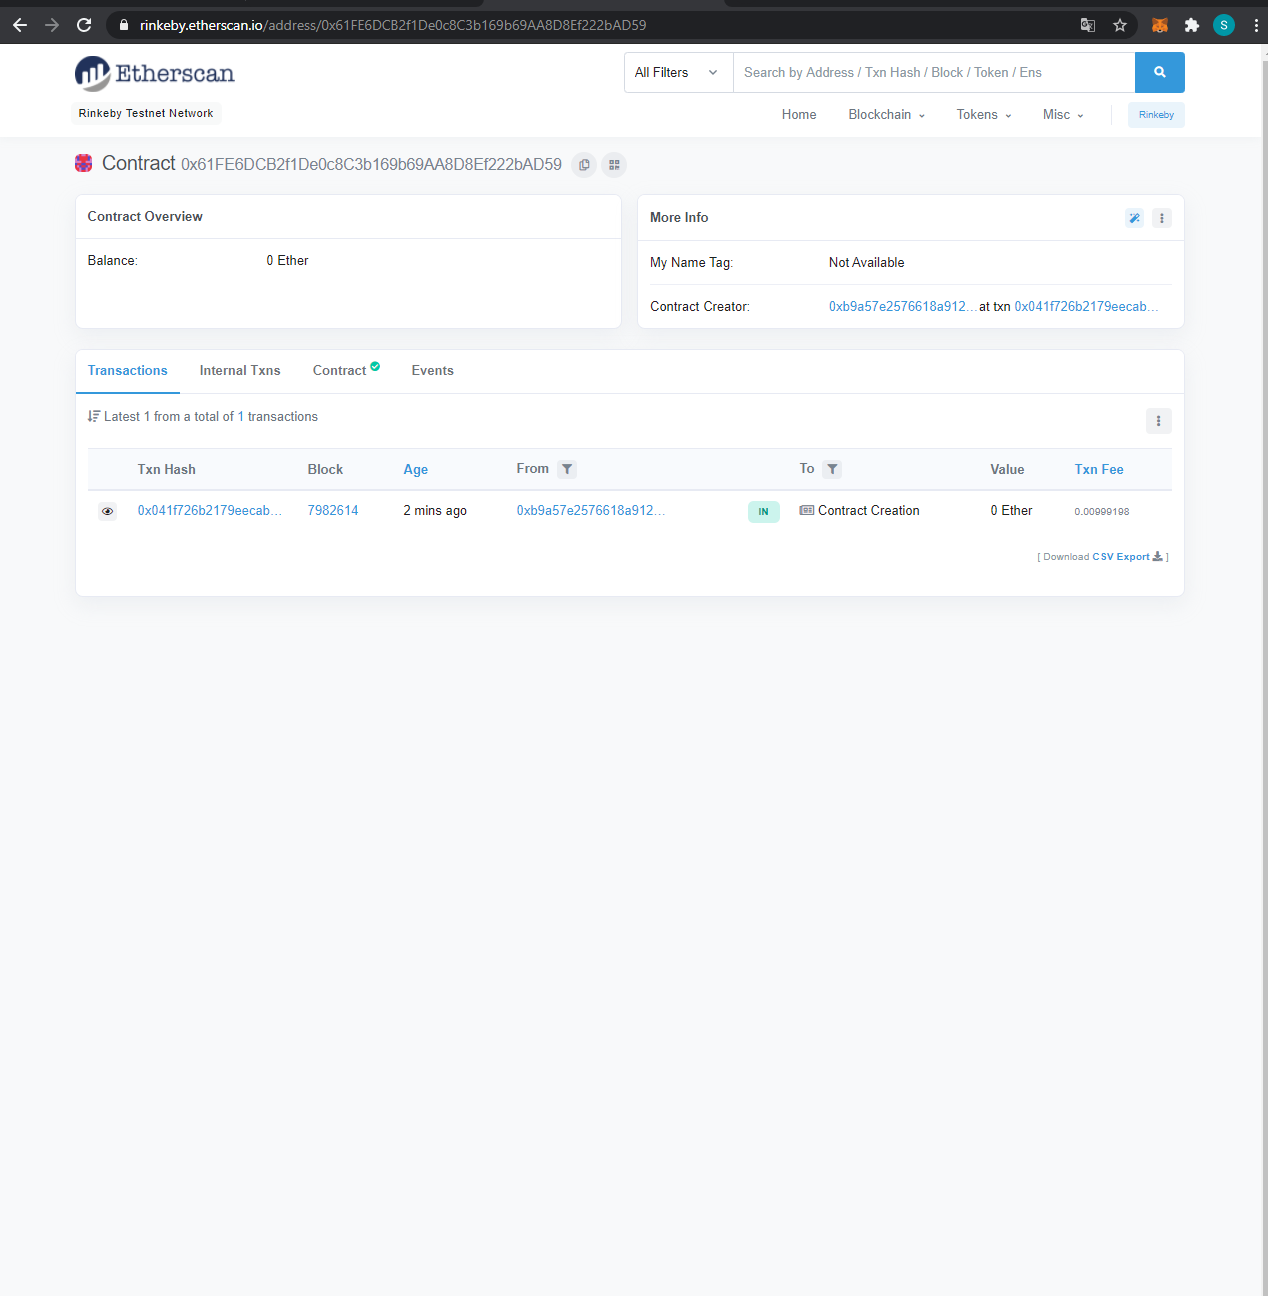 rinkeby.etherscan.io/address/0x61FE6DCB2f1De0c8C3b169b69AA8D8Ef222bAD59
S
Etherscan
All Filters
Search by Address / Txn Hash / Block / Token / Ens
Rinkeby Testnet Network
Home Blockchain Tokens Misc Rinkeby
Contract 0x61FE6DCB2f1De0c8C3b169b69AA8D8Ef222bAD59
Contract Overview
Balance: 0 Ether
More Info
My Name Tag: Not Available
Contract Creator: 0xb9a57e2576618a912... at txn 0x041f726b2179eecab...
Transactions Internal Txns Contract Events
Latest 1 from a total of 1 transactions
Txn Hash Block Age From To Value Txn Fee
0x041f726b2179eecab... 7982614 2 mins ago 0xb9a57e2576618a912... IN Contract Creation 0 Ether 0.00999198
[ Download CSV Export ]